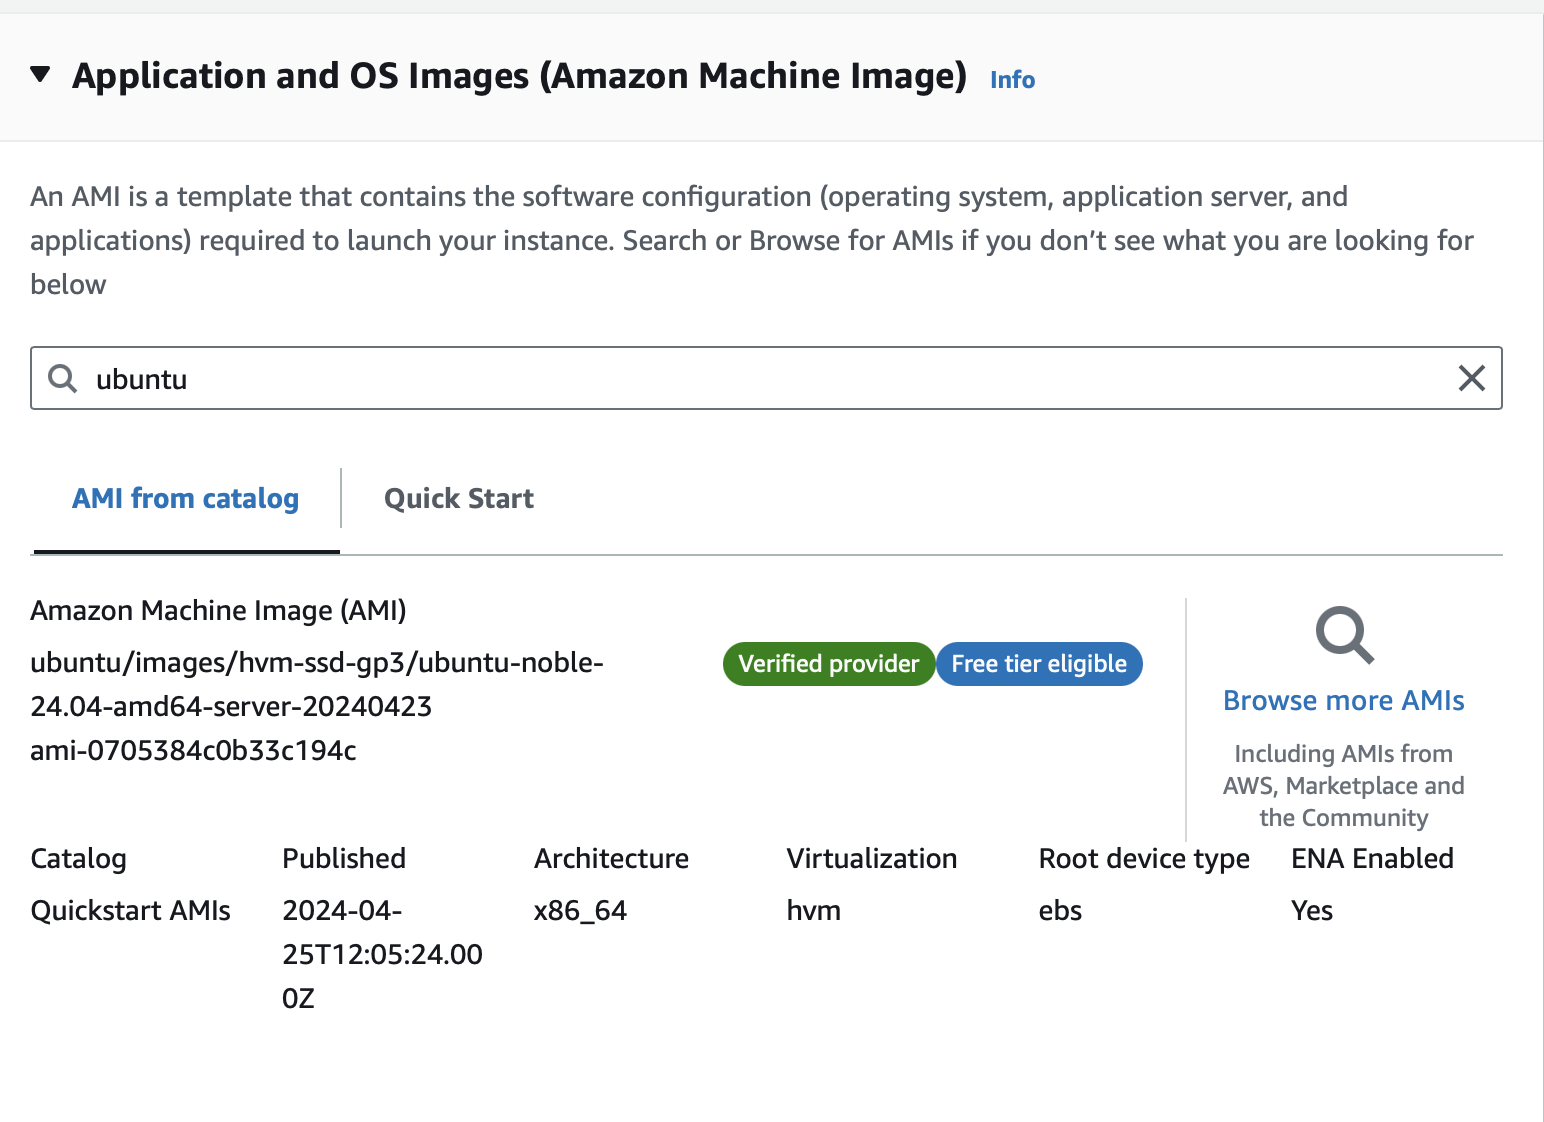 Application and OS Images (Amazon Machine Image) Info
An AMI is a template that contains the software configuration (operating system, application server, and
applications) required to launch your instance. Search or Browse for AMIs if you don’t see what you are looking for
below
ubuntu
AMI from catalog
Quick Start
Amazon Machine Image (AMI)
ubuntu/images/hvm-ssd-gp3/ubuntu-noble-
24.04-amd64-server-20240423
ami-0705384c0b33c194c
Verified provider
Free tier eligible
Browse more AMIs
Including AMIs from
AWS, Marketplace and
the Community
Catalog
Quickstart AMIs
Published
2024-04-
25T12:05:24.00
0Z
Architecture
x86_64
Virtualization
hvm
Root device type
ebs
ENA Enabled
Yes